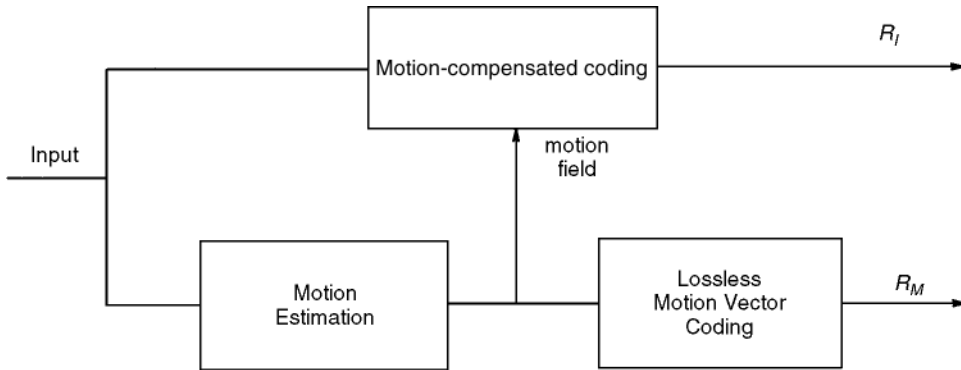 R_I
Motion-compensated coding
motion
field
Input
Motion
Estimation
Lossless
Motion Vector
Coding
R_M